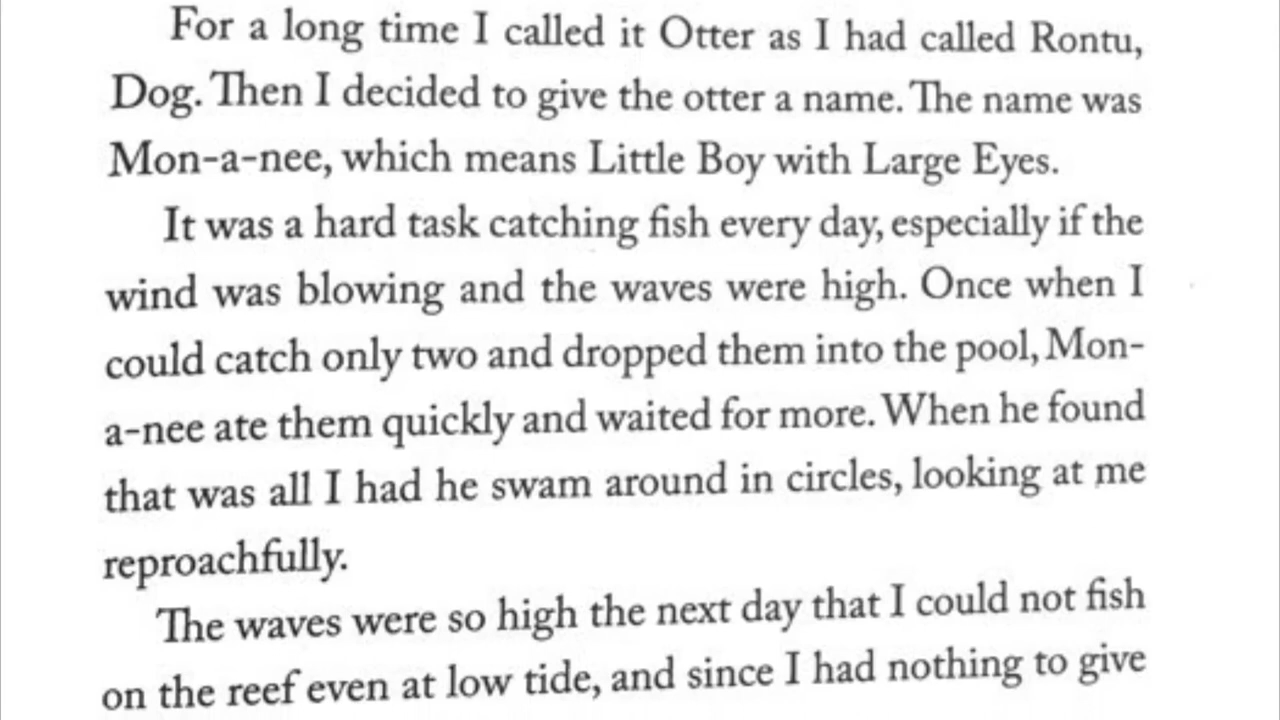 For a long time I called it Otter as I had called Rontu,
Dog. Then I decided to give the otter a name. The name was
Mon-a-nee, which means Little Boy with Large Eyes.
It was a hard task catching fish every day, especially if the
wind was blowing and the waves were high. Once when I
could catch only two and dropped them into the pool, Mon-
a-nee ate them quickly and waited for more. When he found
that was all I had he swam around in circles, looking at me
reproachfully.
The waves were so high the next day that I could not fish
on the reef even at low tide, and since I had nothing to give